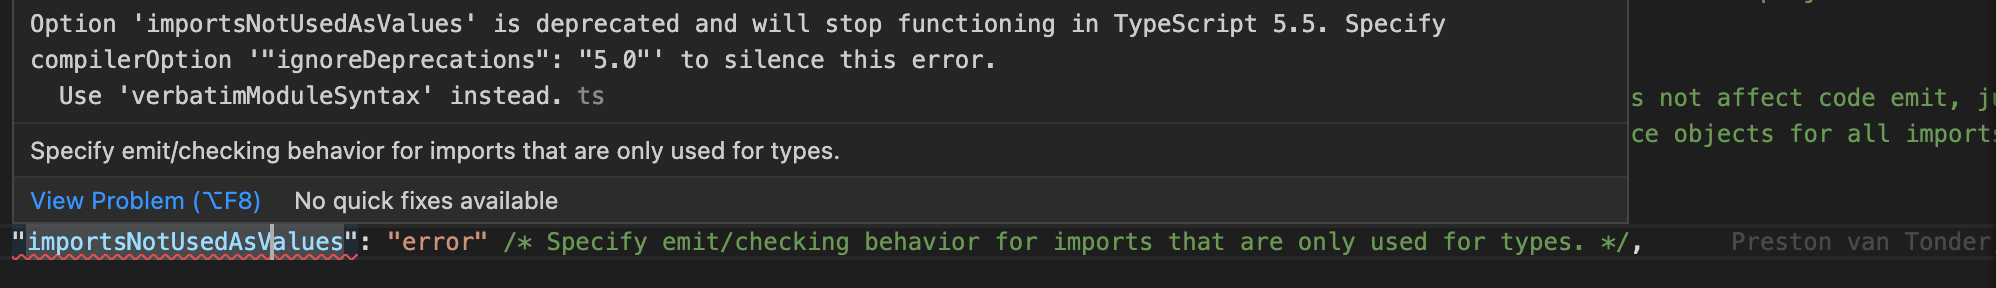 Option 'importsNotUsedAsValues' is deprecated and will stop functioning in TypeScript 5.5. Specify
compilerOption '"ignoreDeprecations": "5.0"' to silence this error.
Use 'verbatimModuleSyntax' instead. ts
s not affect code emit, ju
ce objects for all imports
Specify emit/checking behavior for imports that are only used for types.
View Problem (⌥F8) No quick fixes available
"importsNotUsedAsValues": "error" /* Specify emit/checking behavior for imports that are only used for types. */, Preston van Tonder